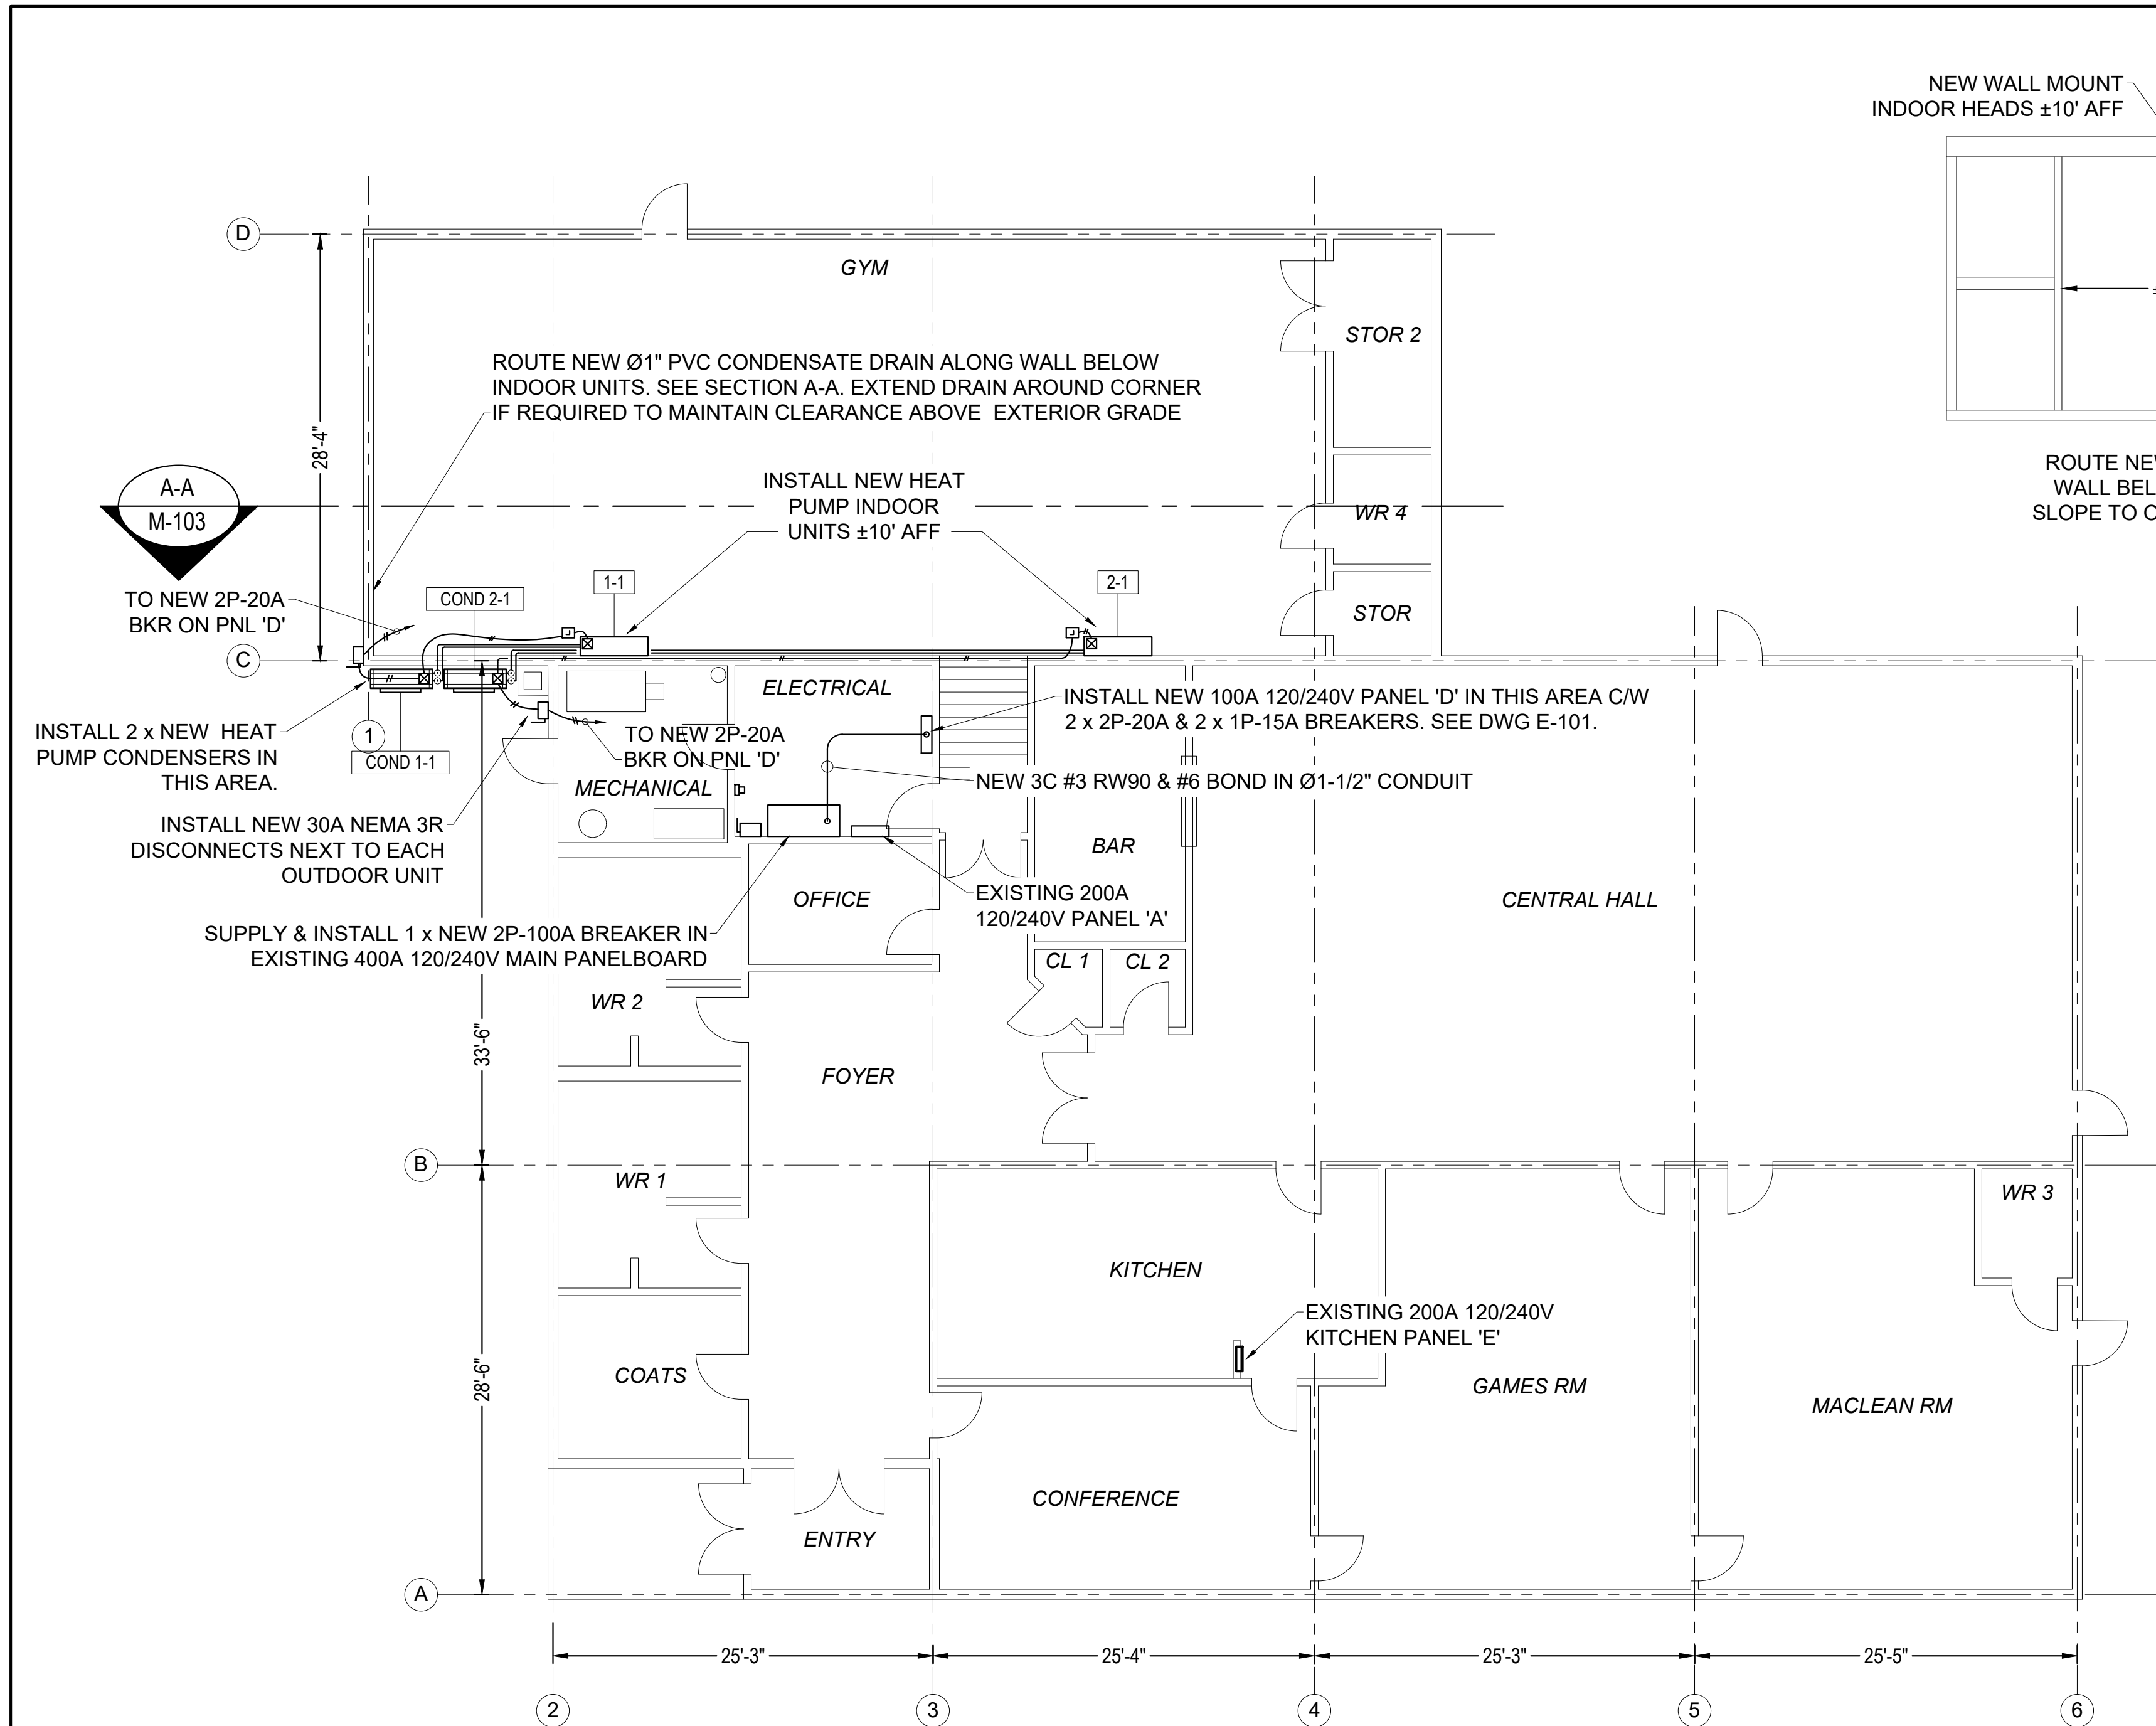 NEW WALL MOUNT
INDOOR HEADS ±10' AFF
D
GYM
STOR 2
28'-4"
ROUTE NEW Ø1" PVC CONDENSATE DRAIN ALONG WALL BELOW
INDOOR UNITS. SEE SECTION A-A. EXTEND DRAIN AROUND CORNER
IF REQUIRED TO MAINTAIN CLEARANCE ABOVE EXTERIOR GRADE
ROUTE NEW
WALL BEL
SLOPE TO
A-A
M-103
INSTALL NEW HEAT
PUMP INDOOR
UNITS ±10' AFF
WR 4
STOR
TO NEW 2P-20A
BKR ON PNL 'D'
COND 2-1
1-1
2-1
C
ELECTRICAL
INSTALL NEW 100A 120/240V PANEL 'D' IN THIS AREA C/W
2 x 2P-20A & 2 x 1P-15A BREAKERS. SEE DWG E-101.
INSTALL 2 x NEW HEAT
PUMP CONDENSERS IN
THIS AREA.
1
COND 1-1
TO NEW 2P-20A
BKR ON PNL 'D'
MECHANICAL
NEW 3C #3 RW90 & #6 BOND IN Ø1-1/2" CONDUIT
INSTALL NEW 30A NEMA 3R
DISCONNECTS NEXT TO EACH
OUTDOOR UNIT
BAR
OFFICE
EXISTING 200A
120/240V PANEL 'A'
CENTRAL HALL
SUPPLY & INSTALL 1 x NEW 2P-100A BREAKER IN
EXISTING 400A 120/240V MAIN PANELBOARD
CL 1
CL 2
WR 2
33'-6"
FOYER
B
WR 1
WR 3
KITCHEN
EXISTING 200A 120/240V
KITCHEN PANEL 'E'
28'-6"
COATS
GAMES RM
MACLEAN RM
CONFERENCE
ENTRY
A
25'-3"
25'-4"
25'-3"
25'-5"
2
3
4
5
6